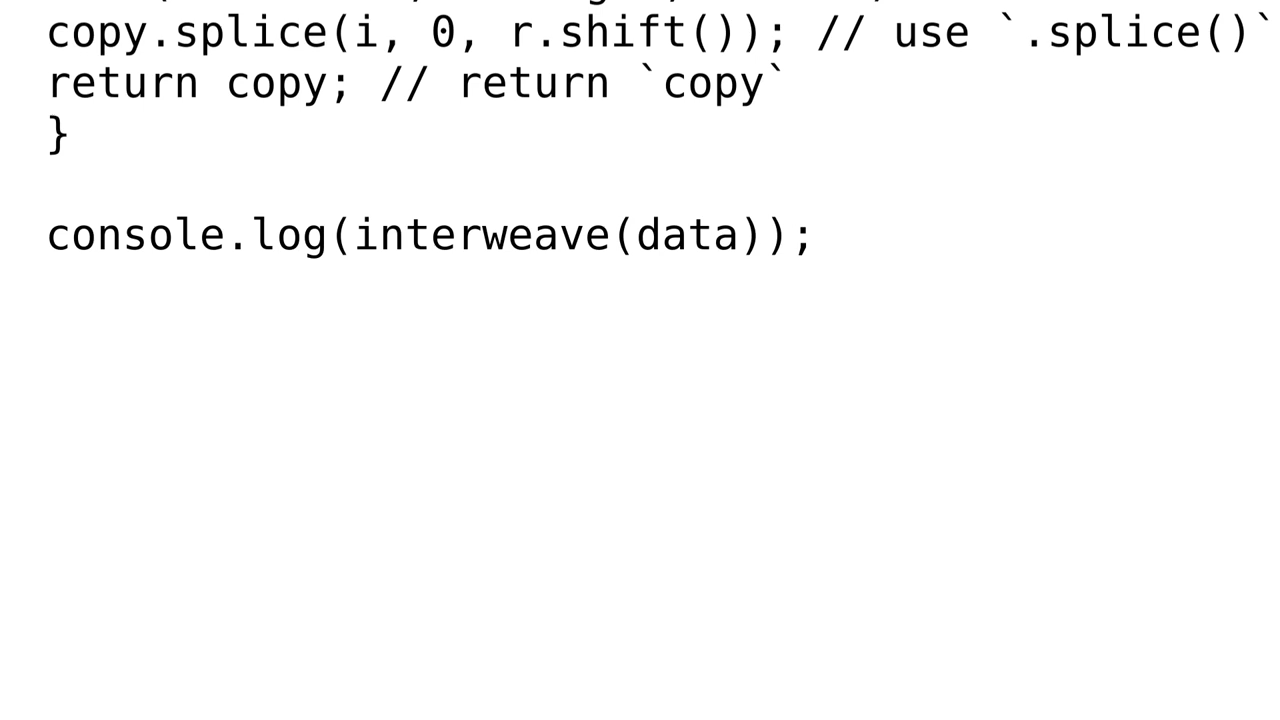 copy.splice(i, 0, r.shift()); // use `.splice()`
return copy; // return `copy`
}
console.log(interweave(data));